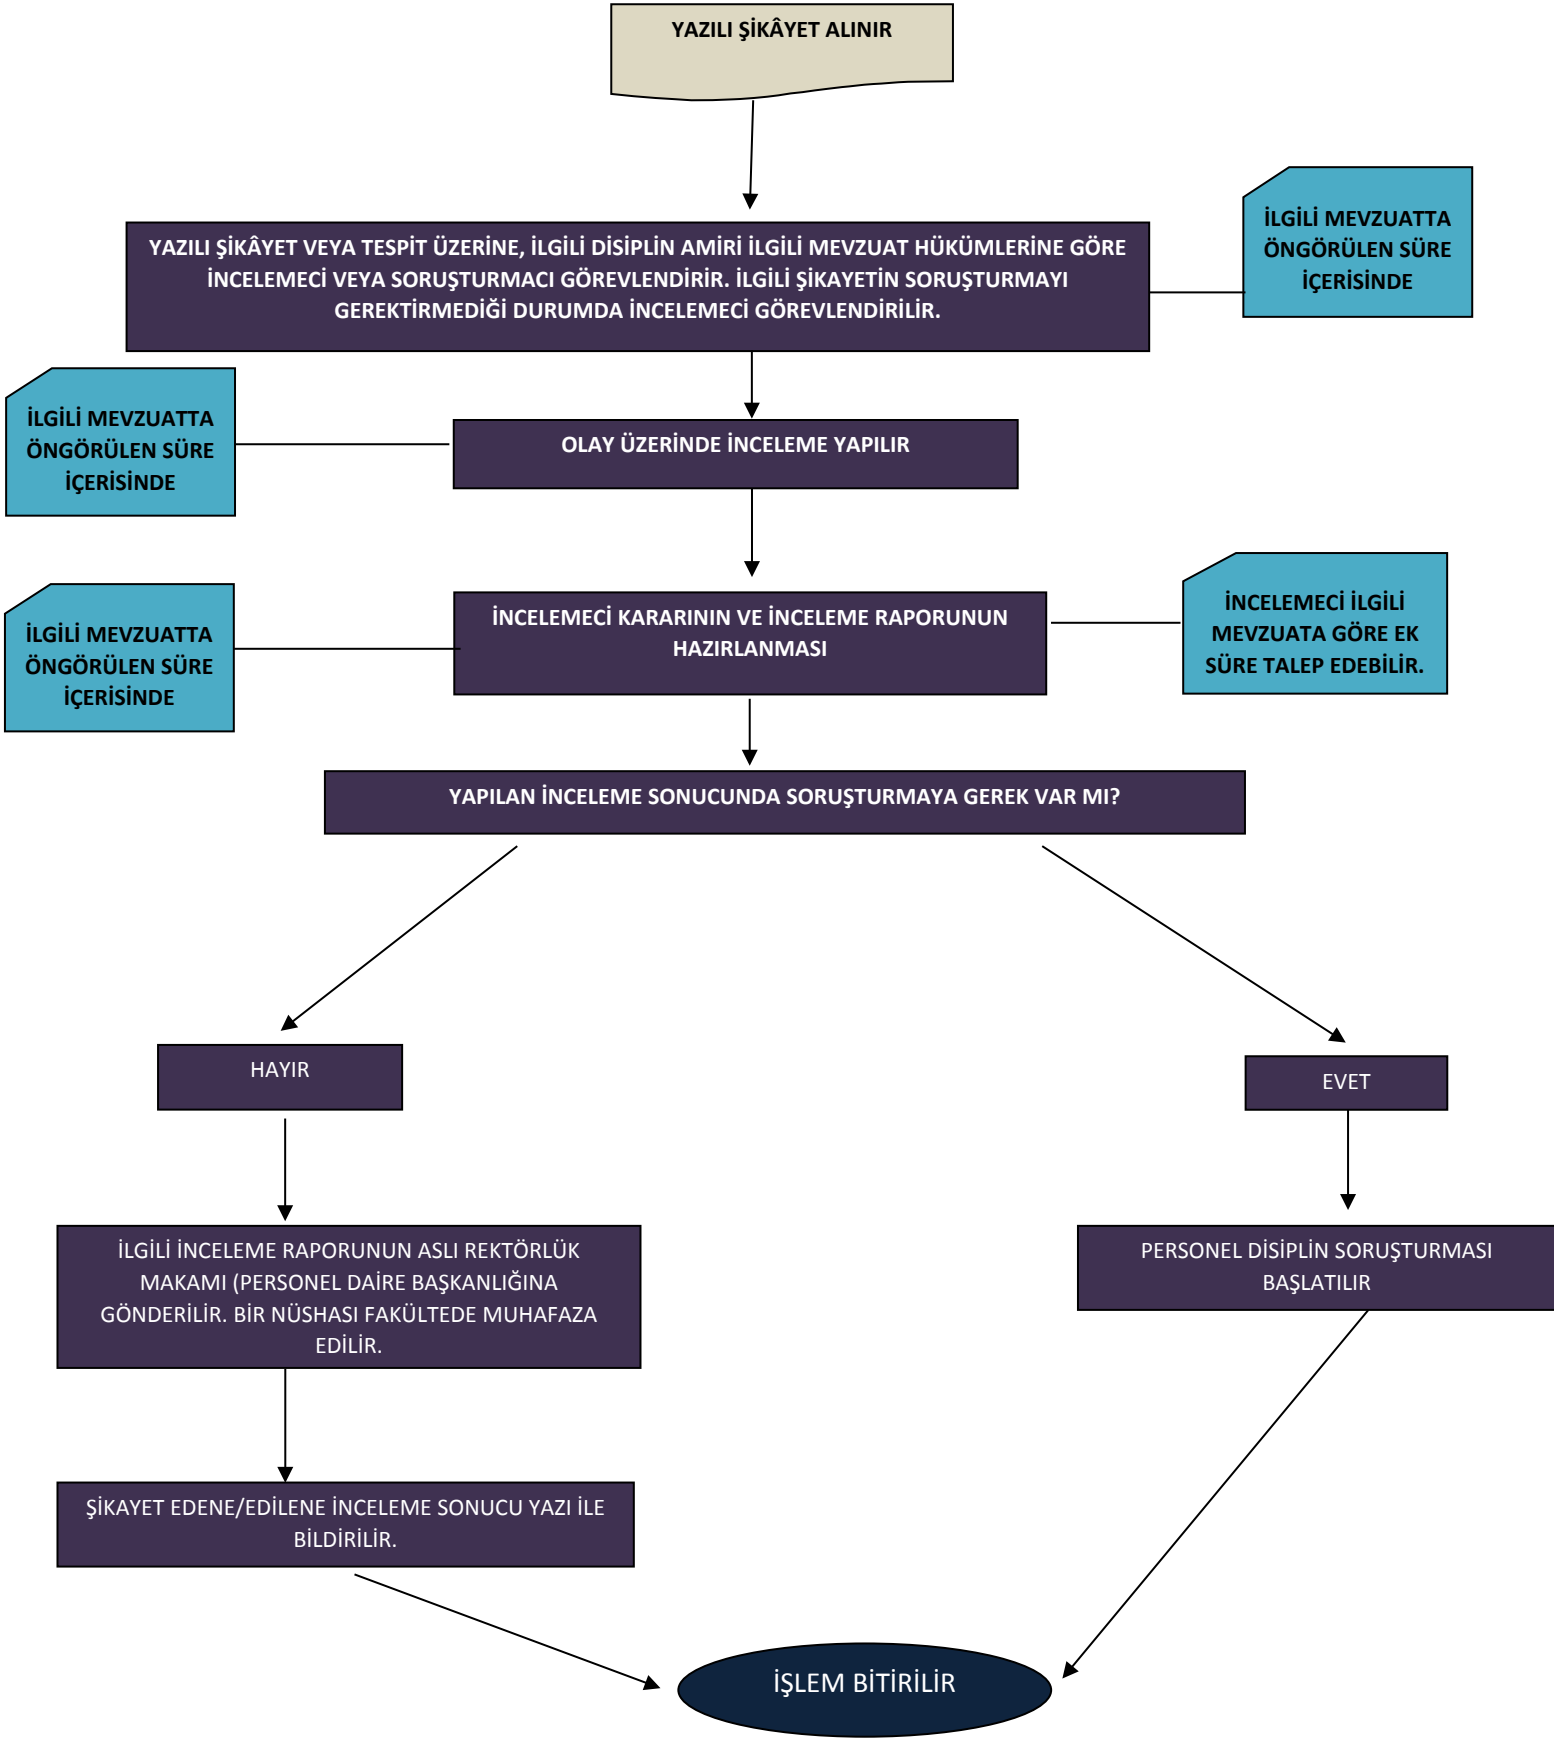 YAZILI ŞİKÂYET ALINIR
YAZILI ŞİKÂYET VEYA TESPİT ÜZERİNE, İLGİLİ DİSİPLİN AMİRİ İLGİLİ MEVZUAT HÜKÜMLERİNE GÖRE
İNCELEMECİ VEYA SORUŞTURMACI GÖREVLENDİRİR. İLGİLİ ŞİKAYETİN SORUŞTURMAYI
GEREKTİRMEDİĞİ DURUMDA İNCELEMECİ GÖREVLENDİRİLİR.
İLGİLİ MEVZUATTA
ÖNGÖRÜLEN SÜRE
İÇERİSİNDE
İLGİLİ MEVZUATTA
ÖNGÖRÜLEN SÜRE
İÇERİSİNDE
OLAY ÜZERİNDE İNCELEME YAPILIR
İLGİLİ MEVZUATTA
ÖNGÖRÜLEN SÜRE
İÇERİSİNDE
İNCELEMECİ KARARININ VE İNCELEME RAPORUNUN
HAZIRLANMASI
İNCELEMECİ İLGİLİ
MEVZUATA GÖRE EK
SÜRE TALEP EDEBİLİR.
YAPILAN İNCELEME SONUCUNDA SORUŞTURMAYA GEREK VAR MI?
HAYIR
EVET
İLGİLİ İNCELEME RAPORUNUN ASLI REKTÖRLÜK
MAKAMI (PERSONEL DAİRE BAŞKANLIĞINA
GÖNDERİLİR. BİR NÜSHASI FAKÜLTEDE MUHAFAZA
EDİLİR.
PERSONEL DİSİPLİN SORUŞTURMASI
BAŞLATILIR
ŞİKAYET EDENE/EDİLENE İNCELEME SONUCU YAZI İLE
BİLDİRİLİR.
İŞLEM BİTİRİLİR